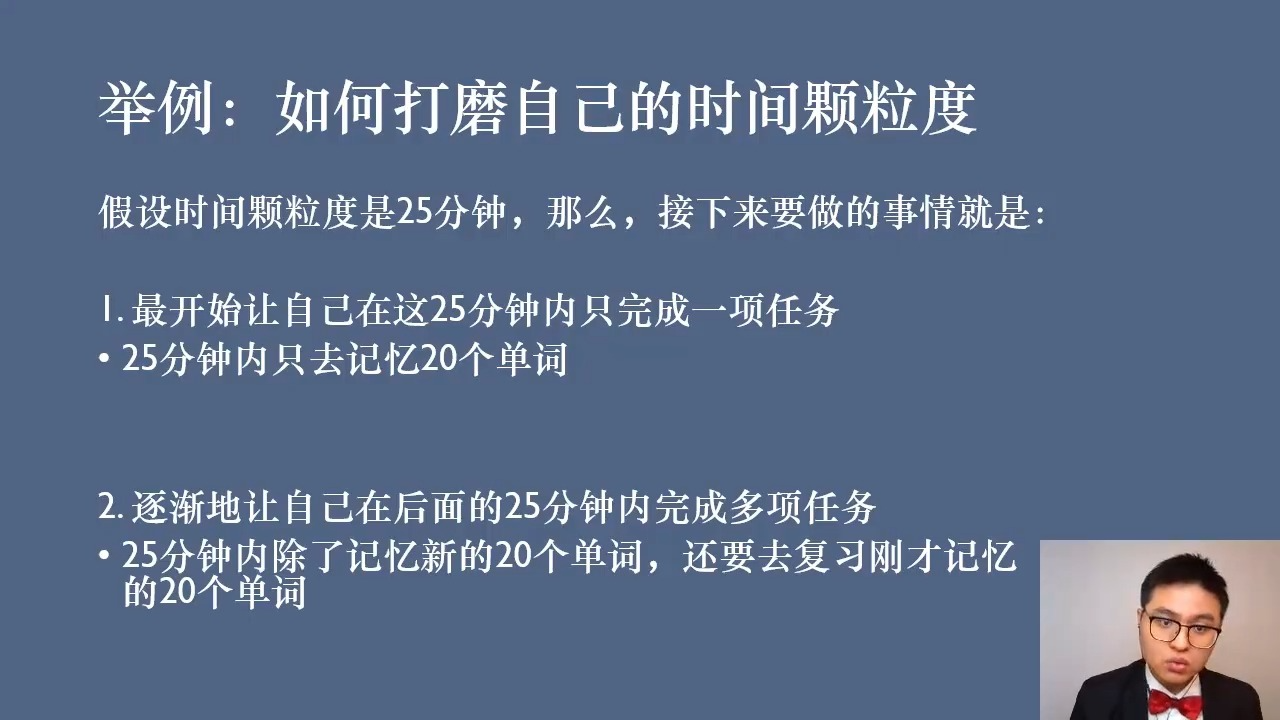 举例：如何打磨自己的时间颗粒度
假设时间颗粒度是25分钟，那么，接下来要做的事情就是：
1. 最开始让自己在这25分钟内只完成一项任务
• 25分钟内只去记忆20个单词
2. 逐渐地让自己在后面的25分钟内完成多项任务
• 25分钟内除了记忆新的20个单词，还要去复习刚才记忆
的20个单词